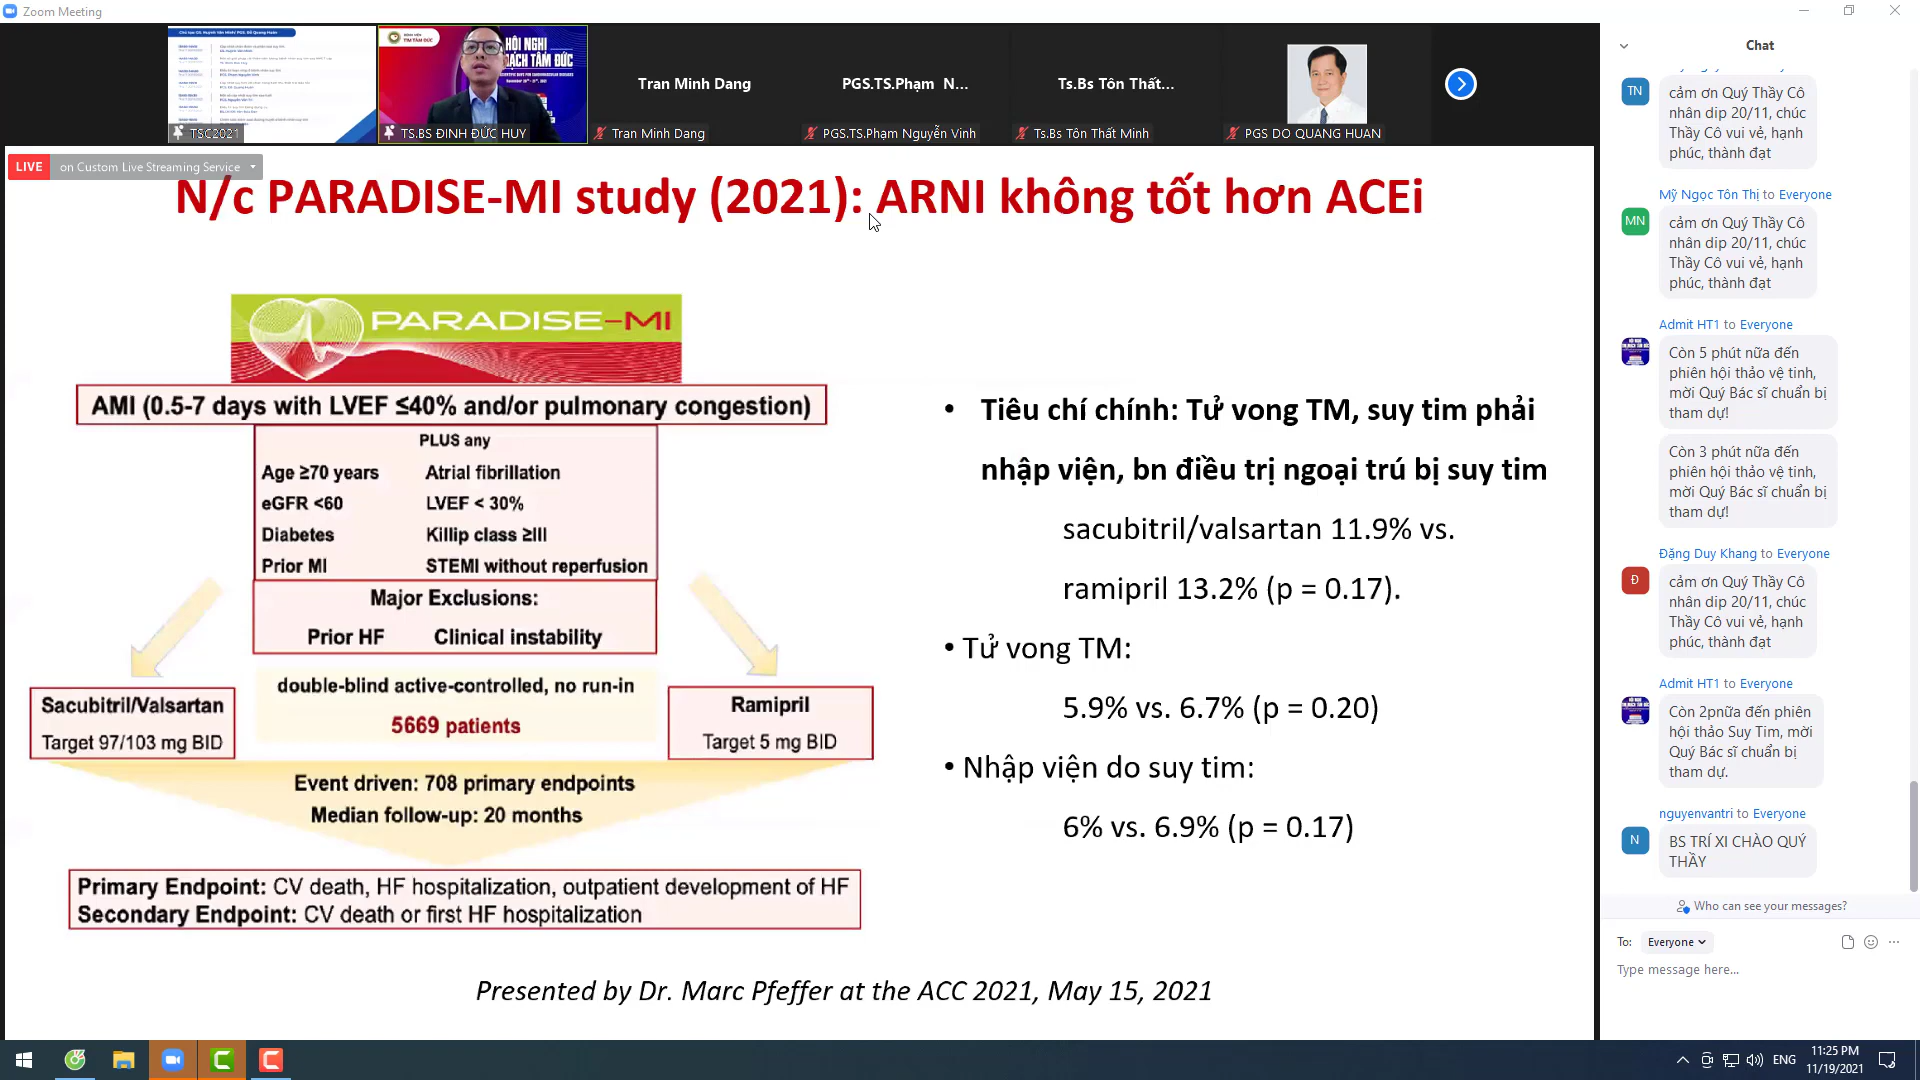 Zoom Meeting
TSC2021
BỆNH VIỆN
TIM TÂM ĐỨC
HỘI NGHỊ
TS.BS ĐINH ĐỨC HUY
Tran Minh Dang
Tran Minh Dang
PGS.TS.Phạm N...
PGS.TS.Phạm Nguyễn Vinh
Ts.Bs Tôn Thất...
Ts.Bs Tôn Thất Minh
PGS DO QUANG HUAN
LIVE on Custom Live Streaming Service
N/c PARADISE-MI study (2021): ARNI không tốt hơn ACEi
PARADISE-MI
AMI (0.5-7 days with LVEF ≤40% and/or pulmonary congestion)
PLUS any
Age ≥70 years Atrial fibrillation
eGFR <60 LVEF < 30%
Diabetes Killip class ≥III
Prior MI STEMI without reperfusion
Major Exclusions:
Prior HF Clinical instability
double-blind active-controlled, no run-in
5669 patients
Sacubitril/Valsartan
Target 97/103 mg BID
Ramipril
Target 5 mg BID
Event driven: 708 primary endpoints
Median follow-up: 20 months
Primary Endpoint: CV death, HF hospitalization, outpatient development of HF
Secondary Endpoint: CV death or first HF hospitalization
• Tiêu chí chính: Tử vong TM, suy tim phải
nhập viện, bn điều trị ngoại trú bị suy tim
sacubitril/valsartan 11.9% vs.
ramipril 13.2% (p = 0.17).
• Tử vong TM:
5.9% vs. 6.7% (p = 0.20)
• Nhập viện do suy tim:
6% vs. 6.9% (p = 0.17)
Presented by Dr. Marc Pfeffer at the ACC 2021, May 15, 2021
Chat
TN
cảm ơn Quý Thầy Cô
nhân dip 20/11, chúc
Thầy Cô vui vẻ, hạnh
phúc, thành đạt
Mỹ Ngọc Tôn Thị to Everyone
MN
cảm ơn Quý Thầy Cô
nhân dip 20/11, chúc
Thầy Cô vui vẻ, hạnh
phúc, thành đạt
Admit HT1 to Everyone
Còn 5 phút nữa đến
phiên hội thảo vệ tinh,
mời Quý Bác sĩ chuẩn bị
tham dự!
Còn 3 phút nữa đến
phiên hội thảo vệ tinh,
mời Quý Bác sĩ chuẩn bị
tham dự!
Đặng Duy Khang to Everyone
Đ
cảm ơn Quý Thầy Cô
nhân dip 20/11, chúc
Thầy Cô vui vẻ, hạnh
phúc, thành đạt
Admit HT1 to Everyone
Còn 2pnữa đến phiên
hội thảo Suy Tim, mời
Quý Bác sĩ chuẩn bị
tham dự.
nguyenvantri to Everyone
N
BS TRÍ XI CHÀO QUÝ
THẦY
Who can see your messages?
To: Everyone
Type message here...
ENG
11:25 PM
11/19/2021